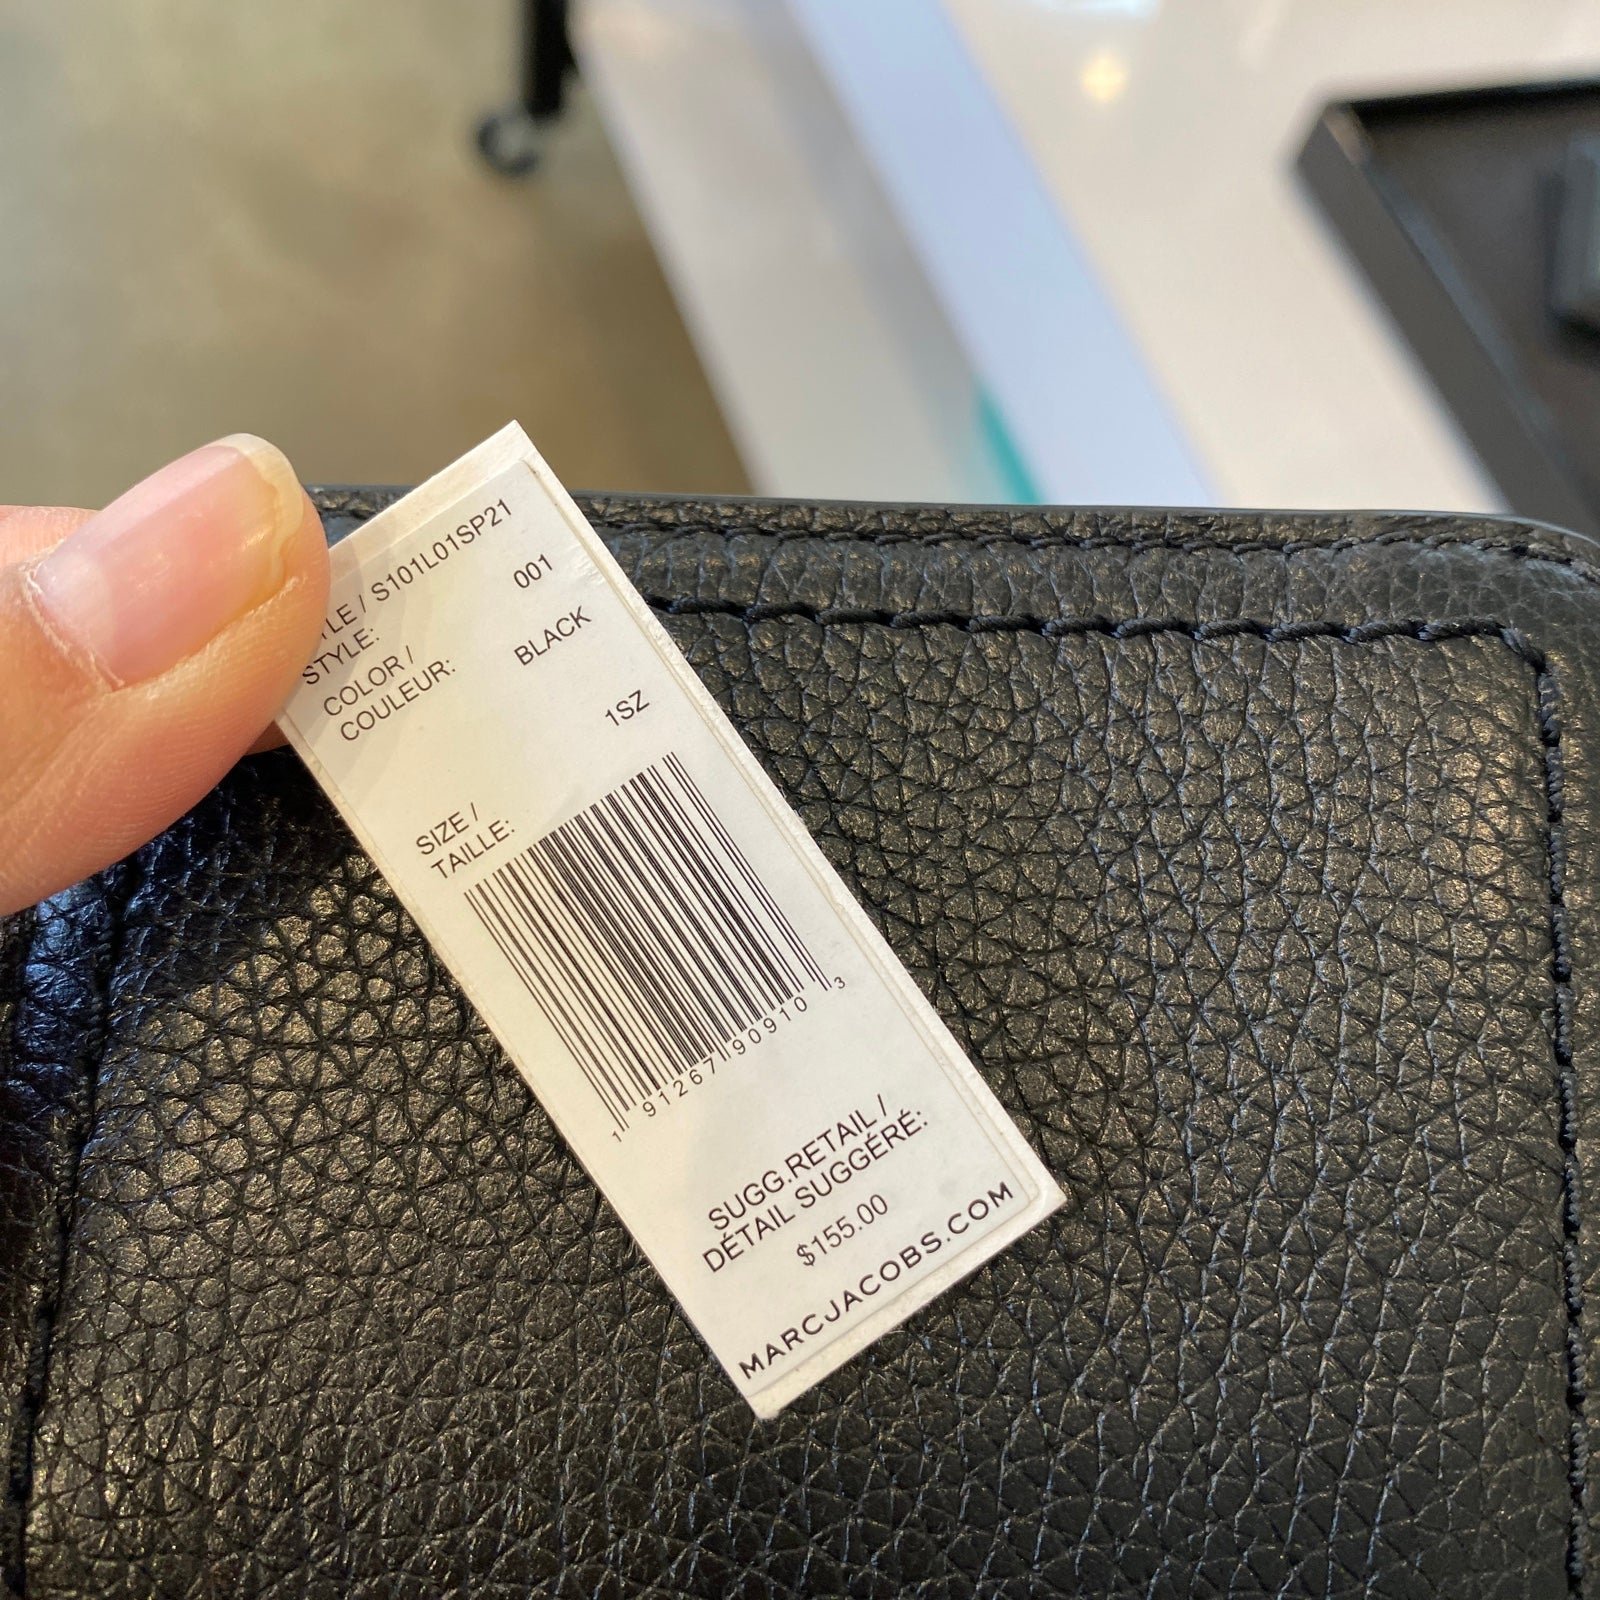 STYLE / S101L01SP21
STYLE:
COLOR / 001
COULEUR: BLACK
1SZ
SIZE /
TAILLE:
1 91267 90910 3
SUGG.RETAIL /
DÉTAIL SUGGÉRÉ:
$155.00
MARCJACOBS.COM